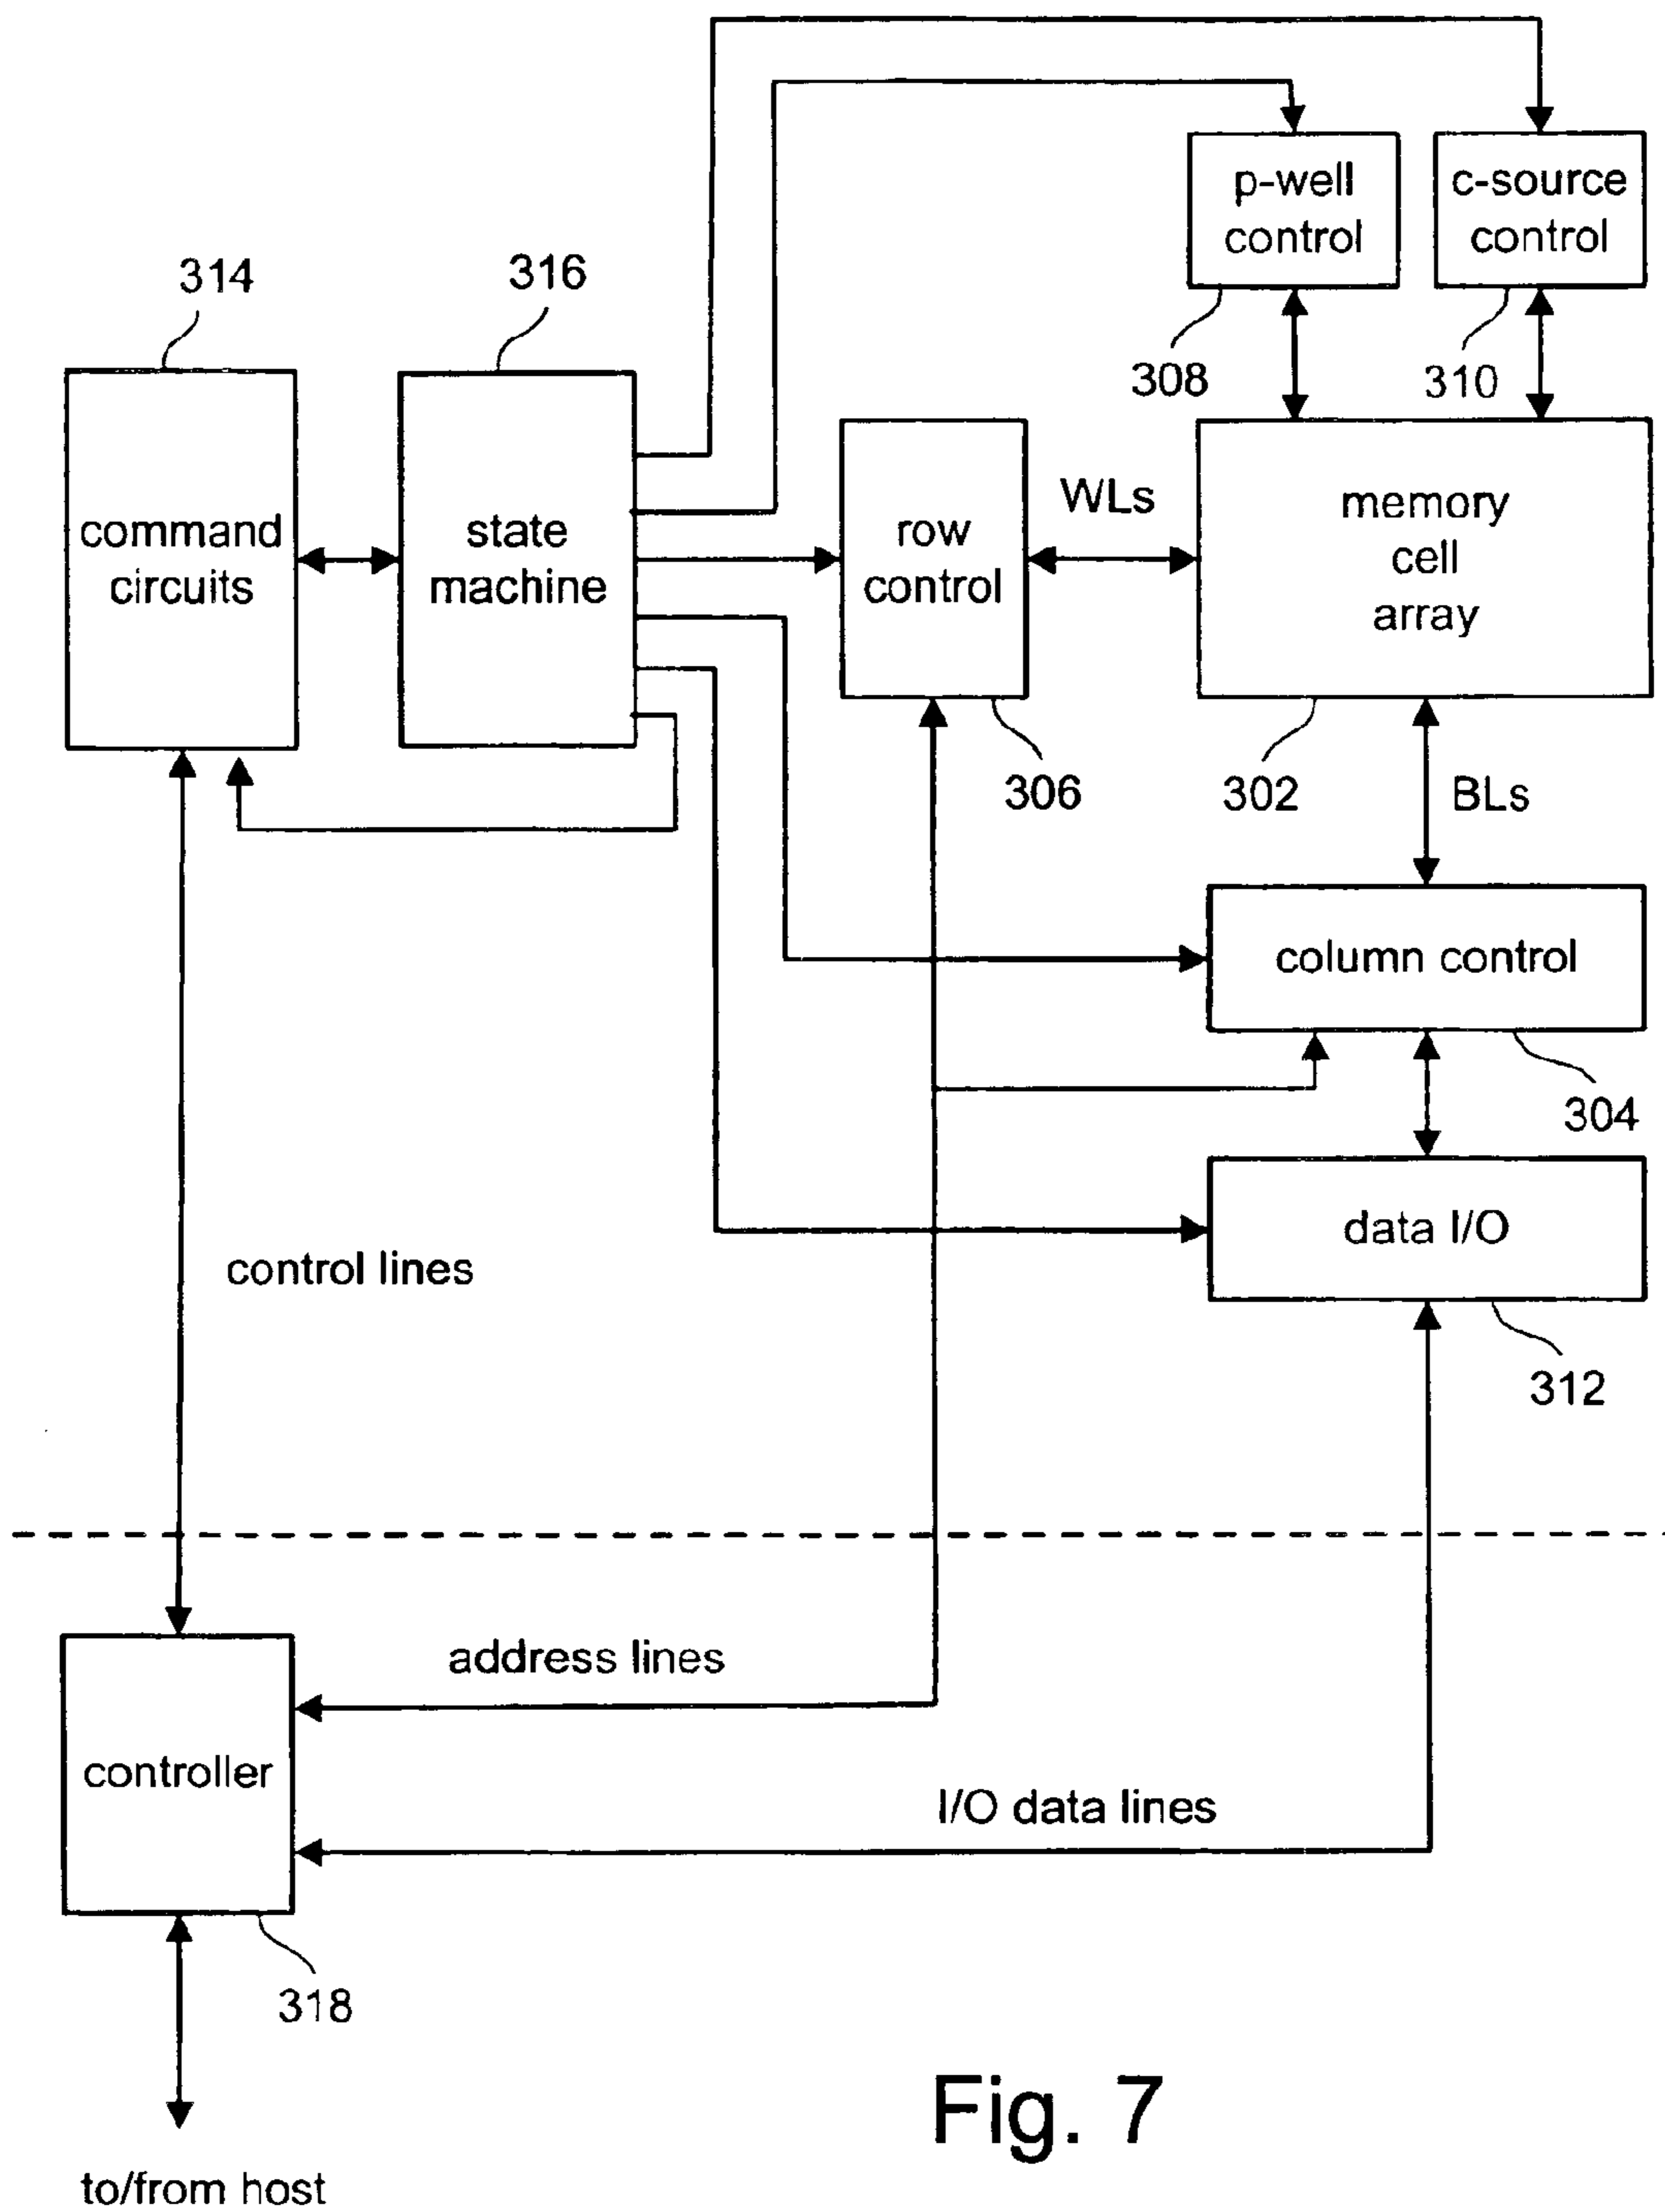 p-well
control
c-source
control
314
316
308
310
command
circuits
state
machine
row
control
WLs
memory
cell
array
306
302
BLs
column control
304
data I/O
control lines
312
address lines
controller
I/O data lines
318
Fig. 7
to/from host